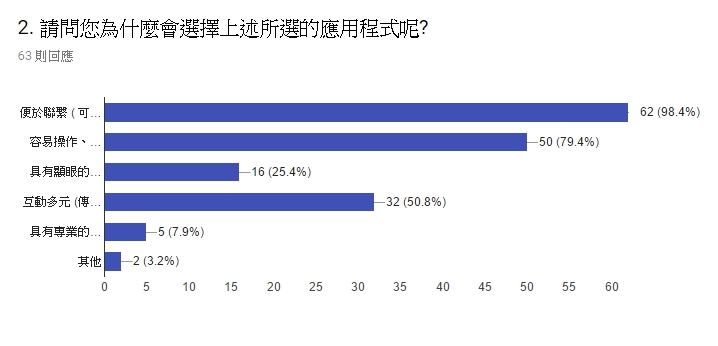 2. 請問您為什麼會選擇上述所選的應用程式呢?
63 則回應
便於聯繫 ( 可...
62 (98.4%)
容易操作、...
50 (79.4%)
具有顯眼的...
16 (25.4%)
互動多元 (傳...
32 (50.8%)
具有專業的...
5 (7.9%)
其他
2 (3.2%)
0 5 10 15 20 25 30 35 40 45 50 55 60